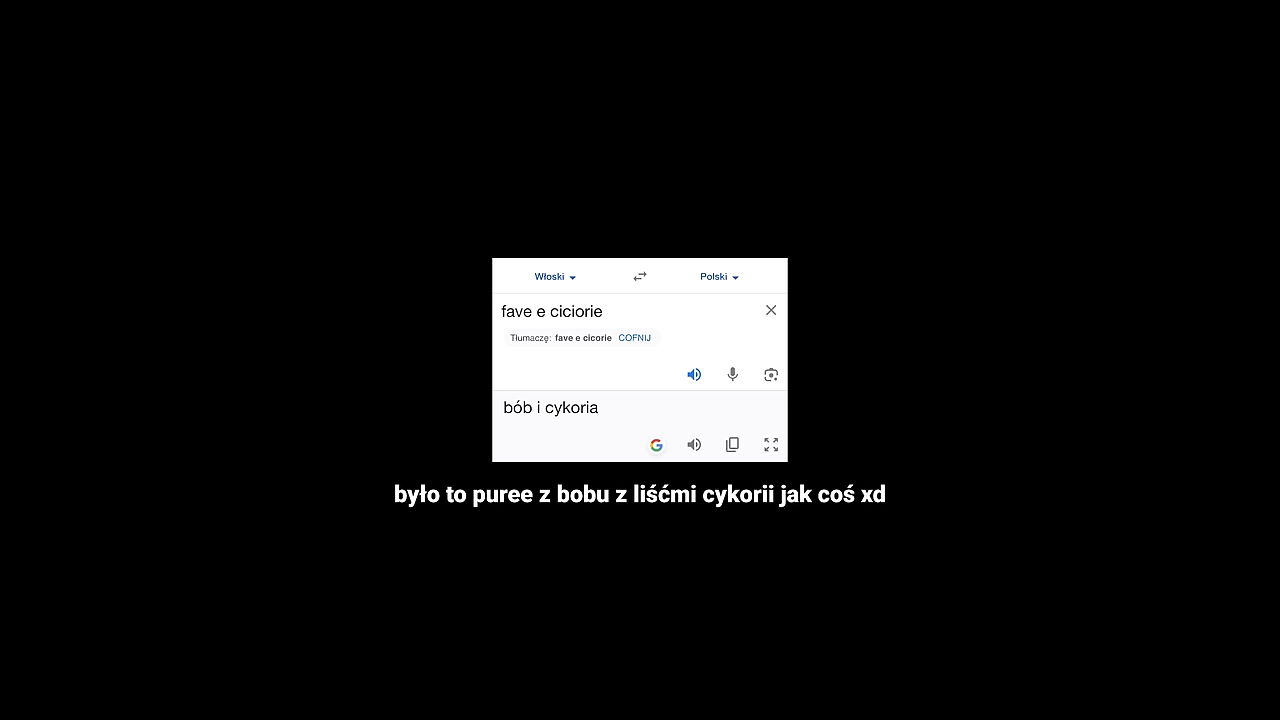 Włoski Polski
fave e ciciorie
Tłumaczę: fave e cicorie COFNIJ
bób i cykoria
było to puree z bobu z liśćmi cykorii jak coś xd